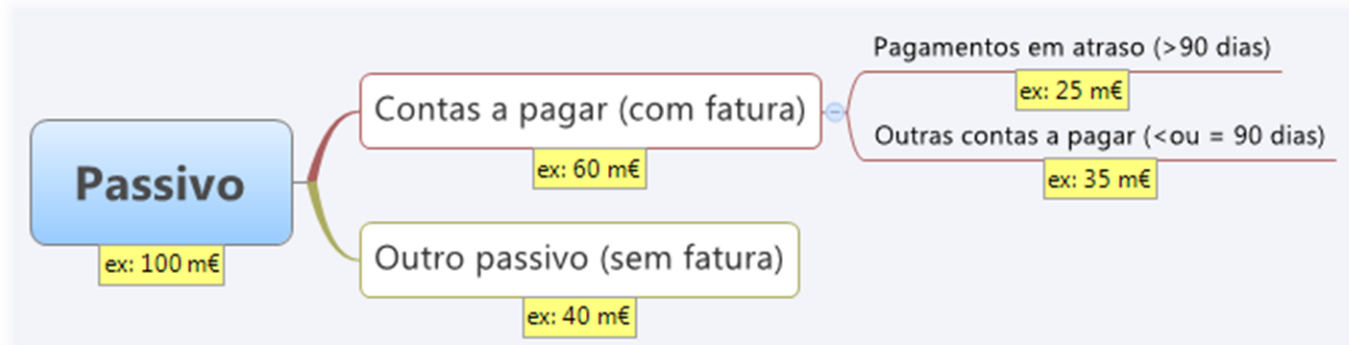 Passivo
ex: 100 m€
Contas a pagar (com fatura)
ex: 60 m€
Pagamentos em atraso (>90 dias)
ex: 25 m€
Outras contas a pagar (<ou = 90 dias)
ex: 35 m€
Outro passivo (sem fatura)
ex: 40 m€